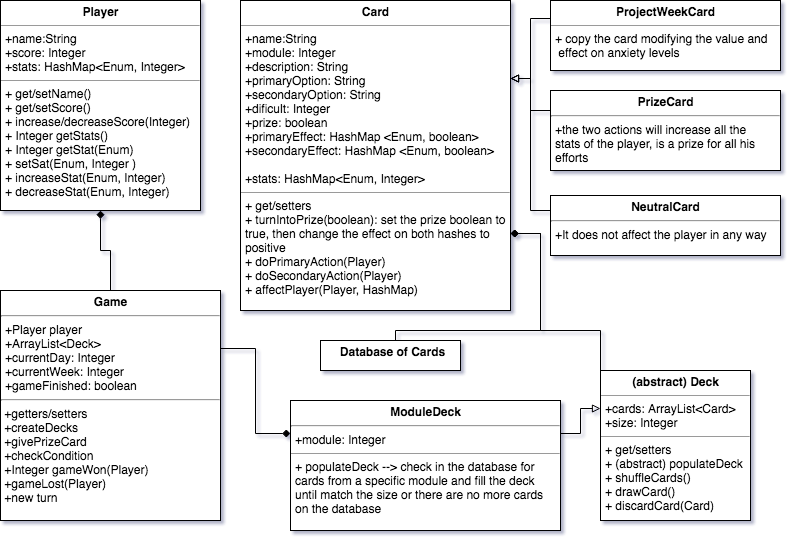 Player
+name:String
+score: Integer
+stats: HashMap<Enum, Integer>
+ get/setName()
+ get/setScore()
+ increase/decreaseScore(Integer)
+ Integer getStats()
+ Integer getStat(Enum)
+ setSat(Enum, Integer )
+ increaseStat(Enum, Integer)
+ decreaseStat(Enum, Integer)
Card
+name:String
+module: Integer
+description: String
+primaryOption: String
+secondaryOption: String
+dificult: Integer
+prize: boolean
+primaryEffect: HashMap <Enum, boolean>
+secondaryEffect: HashMap <Enum, boolean>
+stats: HashMap<Enum, Integer>
+ get/setters
+ turnIntoPrize(boolean): set the prize boolean to
true, then change the effect on both hashes to
positive
+ doPrimaryAction(Player)
+ doSecondaryAction(Player)
+ affectPlayer(Player, HashMap)
ProjectWeekCard
+ copy the card modifying the value and
effect on anxiety levels
PrizeCard
+the two actions will increase all the
stats of the player, is a prize for all his
efforts
NeutralCard
+It does not affect the player in any way
Game
+Player player
+ArrayList<Deck>
+currentDay: Integer
+currentWeek: Integer
+gameFinished: boolean
+getters/setters
+createDecks
+givePrizeCard
+checkCondition
+Integer gameWon(Player)
+gameLost(Player)
+new turn
Database of Cards
ModuleDeck
+module: Integer
+ populateDeck --> check in the database for
cards from a specific module and fill the deck
until match the size or there are no more cards
on the database
(abstract) Deck
+cards: ArrayList<Card>
+size: Integer
+ get/setters
+ (abstract) populateDeck
+ shuffleCards()
+ drawCard()
+ discardCard(Card)